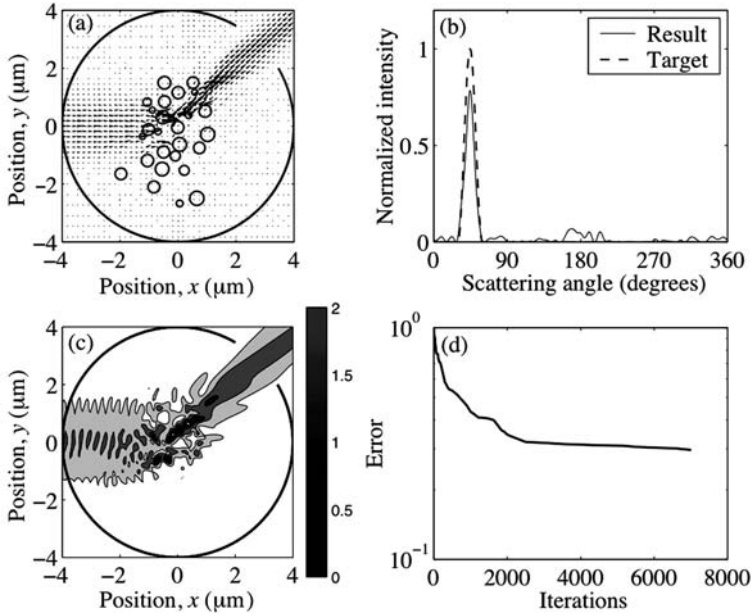 (a)
4
2
0
−2
−4
Position, y (μm)
−4 −2 0 2 4
Position, x (μm)
(b)
Result
Target
1
0.5
0
Normalized intensity
0 90 180 270 360
Scattering angle (degrees)
(c)
4
2
0
−2
−4
Position, y (μm)
−4 −2 0 2 4
Position, x (μm)
2
1.5
1
0.5
0
(d)
10⁰
10⁻¹
Error
0 2000 4000 6000 8000
Iterations